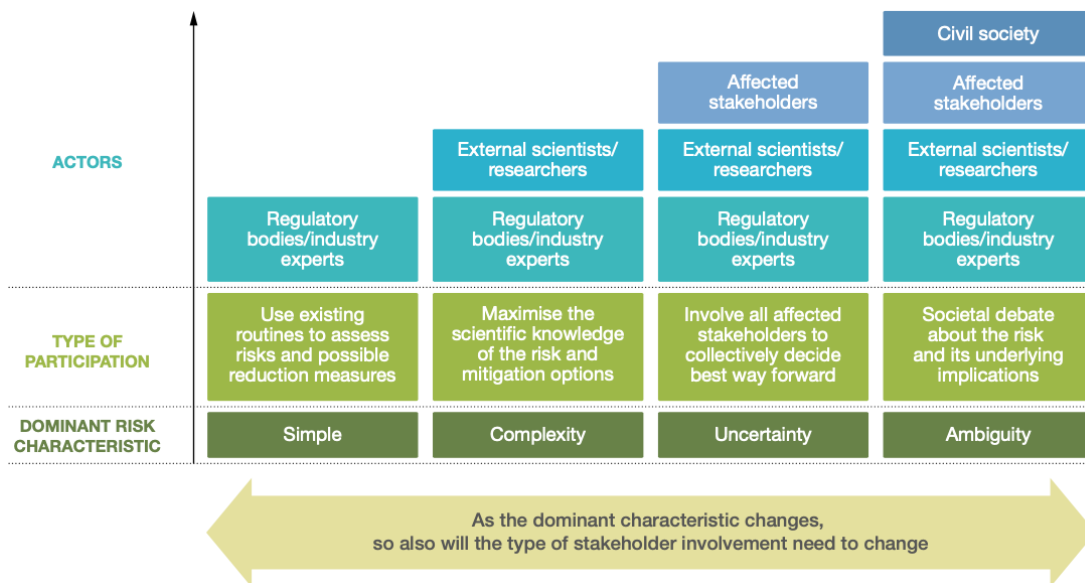 Civil society
Affected
stakeholders
Affected
stakeholders
ACTORS
External scientists/
researchers
External scientists/
researchers
External scientists/
researchers
Regulatory
bodies/industry
experts
Regulatory
bodies/industry
experts
Regulatory
bodies/industry
experts
Regulatory
bodies/industry
experts
TYPE OF
PARTICIPATION
Use existing
routines to assess
risks and possible
reduction measures
Maximise the
scientific knowledge
of the risk and
mitigation options
Involve all affected
stakeholders to
collectively decide
best way forward
Societal debate
about the risk
and its underlying
implications
DOMINANT RISK
CHARACTERISTIC
Simple
Complexity
Uncertainty
Ambiguity
As the dominant characteristic changes,
so also will the type of stakeholder involvement need to change